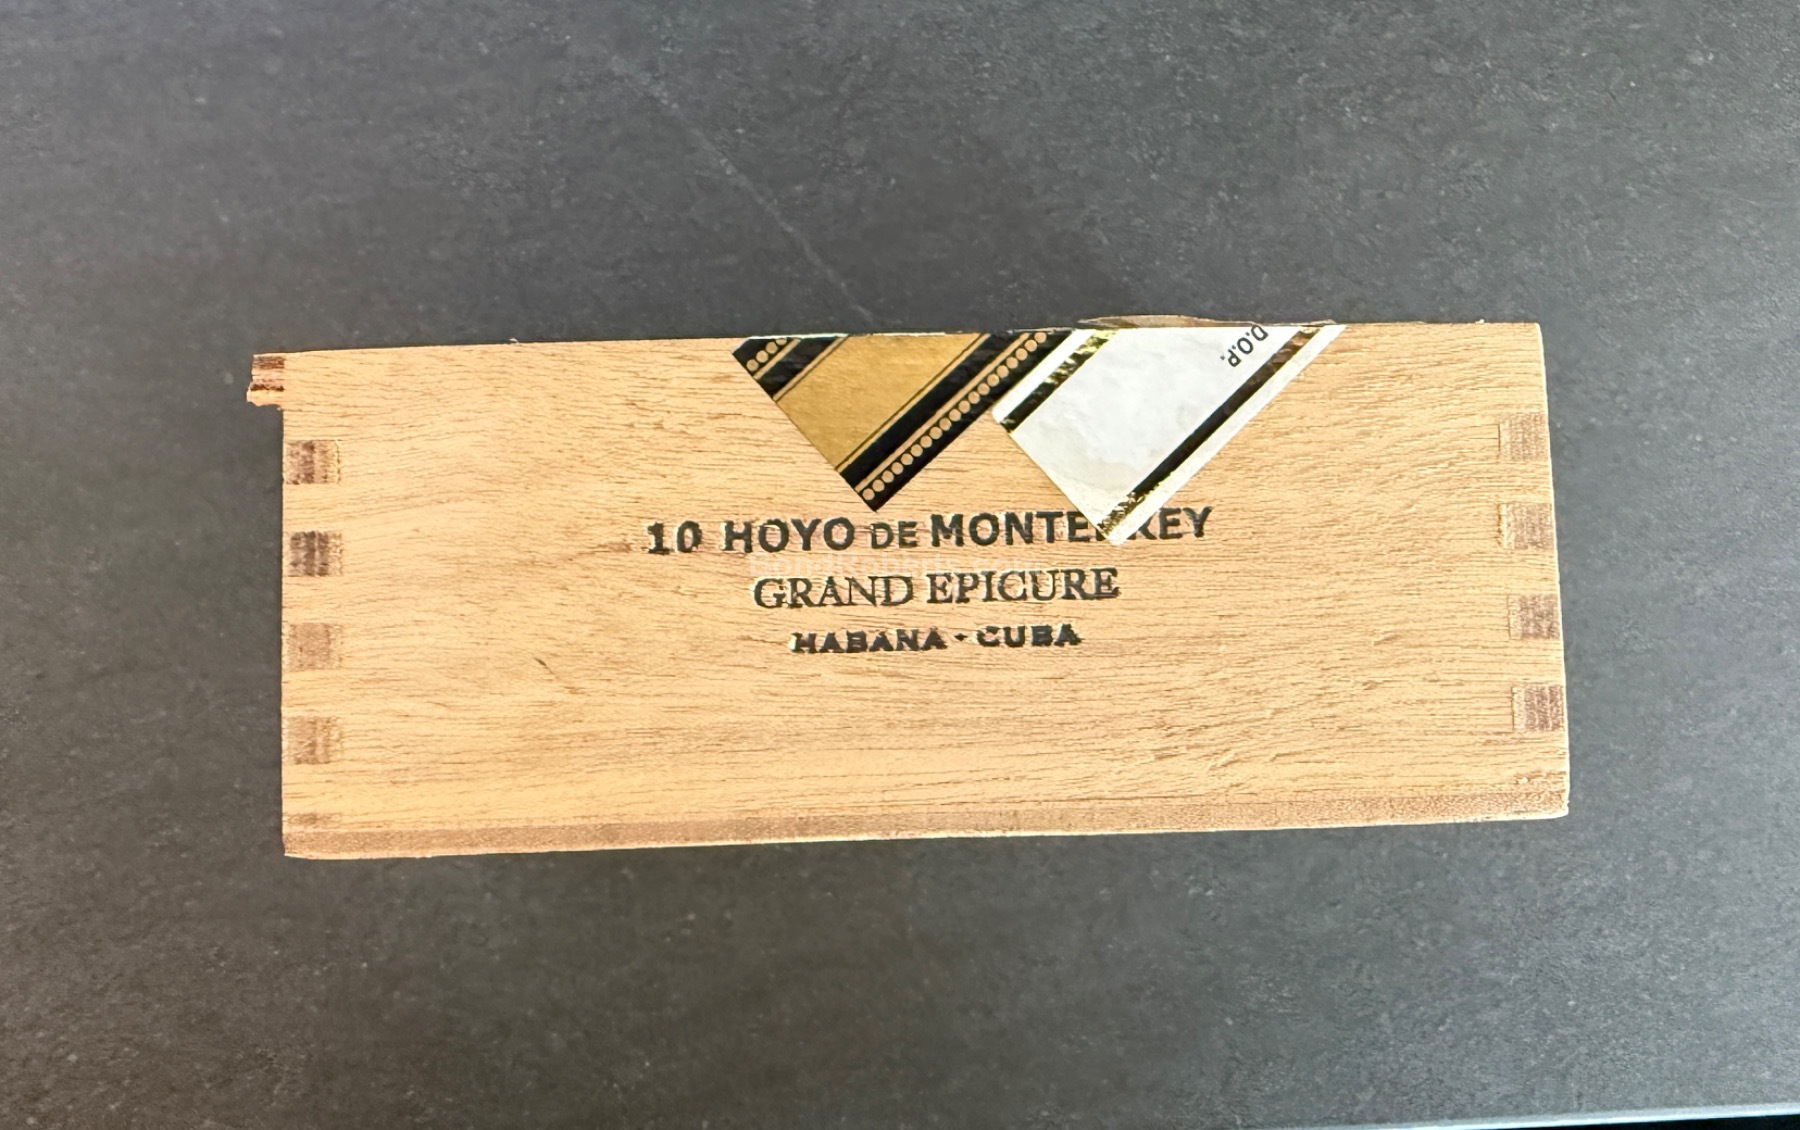 D.O.P.
10 HOYO DE MONTERREY
GRAND EPICURE
HABANA · CUBA